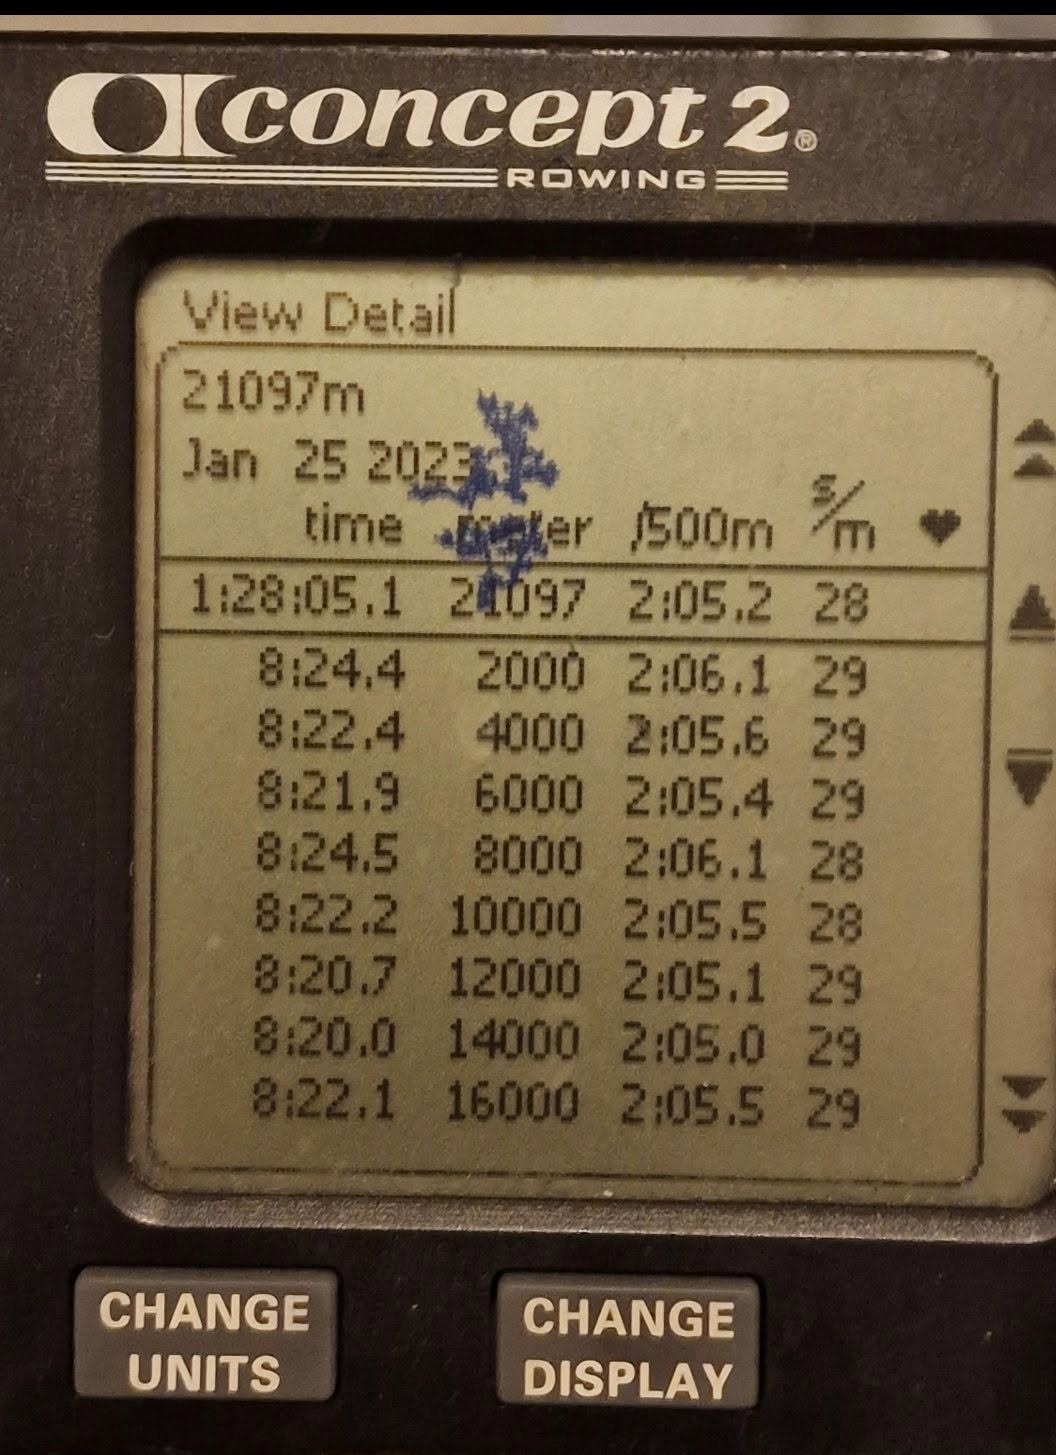 concept 2®
ROWING
View Detail
21097m
Jan 25 2023
time meter /500m s/m
1:28:05.1 21097 2:05.2 28
8:24.4 2000 2:06.1 29
8:22.4 4000 2:05.6 29
8:21.9 6000 2:05.4 29
8:24.5 8000 2:06.1 28
8:22.2 10000 2:05.5 28
8:20.7 12000 2:05.1 29
8:20.0 14000 2:05.0 29
8:22.1 16000 2:05.5 29
CHANGE
UNITS
CHANGE
DISPLAY